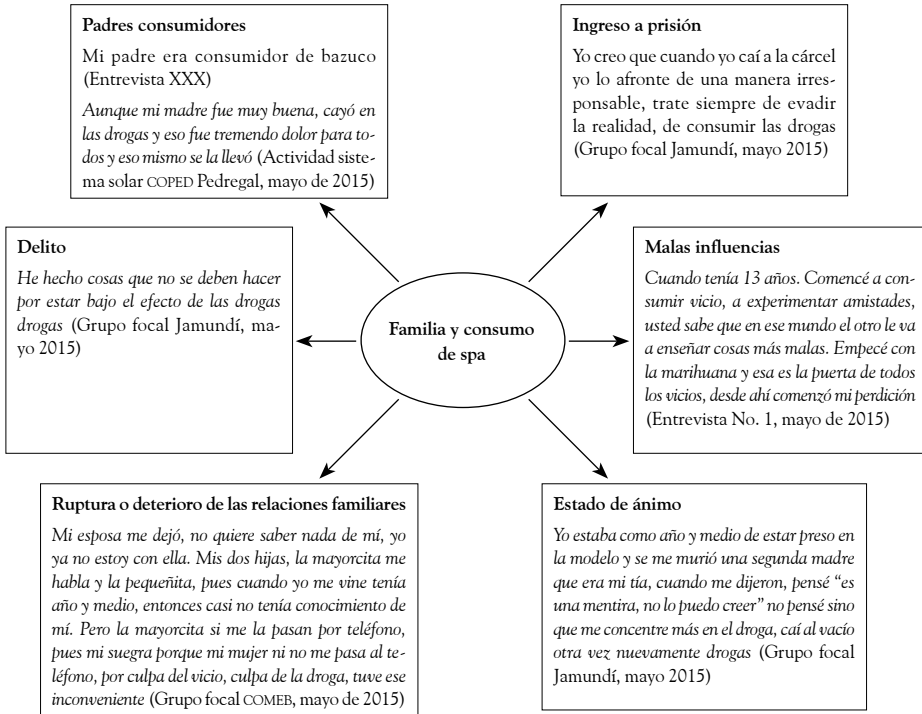 Padres consumidores
Mi padre era consumidor de bazuco
(Entrevista XXX)
Aunque mi madre fue muy buena, cayó en
las drogas y eso fue tremendo dolor para to-
dos y eso mismo se la llevó (Actividad siste-
ma solar COPED Pedregal, mayo de 2015)
Ingreso a prisión
Yo creo que cuando yo caí a la cárcel
yo lo afronte de una manera irres-
ponsable, trate siempre de evadir
la realidad, de consumir las drogas
(Grupo focal Jamundí, mayo 2015)
Delito
He hecho cosas que no se deben hacer
por estar bajo el efecto de las drogas
drogas (Grupo focal Jamundí, ma-
yo 2015)
Familia y consumo
de spa
Malas influencias
Cuando tenía 13 años. Comencé a con-
sumir vicio, a experimentar amistades,
usted sabe que en ese mundo el otro le va
a enseñar cosas más malas. Empecé con
la marihuana y esa es la puerta de todos
los vicios, desde ahí comenzó mi perdición
(Entrevista No. 1, mayo de 2015)
Ruptura o deterioro de las relaciones familiares
Mi esposa me dejó, no quiere saber nada de mí, yo
ya no estoy con ella. Mis dos hijas, la mayorcita me
habla y la pequeñita, pues cuando yo me vine tenía
año y medio, entonces casi no tenía conocimiento de
mí. Pero la mayorcita si me la pasan por teléfono,
pues mi suegra porque mi mujer ni no me pasa al te-
léfono, por culpa del vicio, culpa de la droga, tuve ese
inconveniente (Grupo focal COMEB, mayo de 2015)
Estado de ánimo
Yo estaba como año y medio de estar preso en
la modelo y se me murió una segunda madre
que era mi tía, cuando me dijeron, pensé “es
una mentira, no lo puedo creer” no pensé sino
que me concentre más en el droga, caí al vacío
otra vez nuevamente drogas (Grupo focal
Jamundí, mayo 2015)